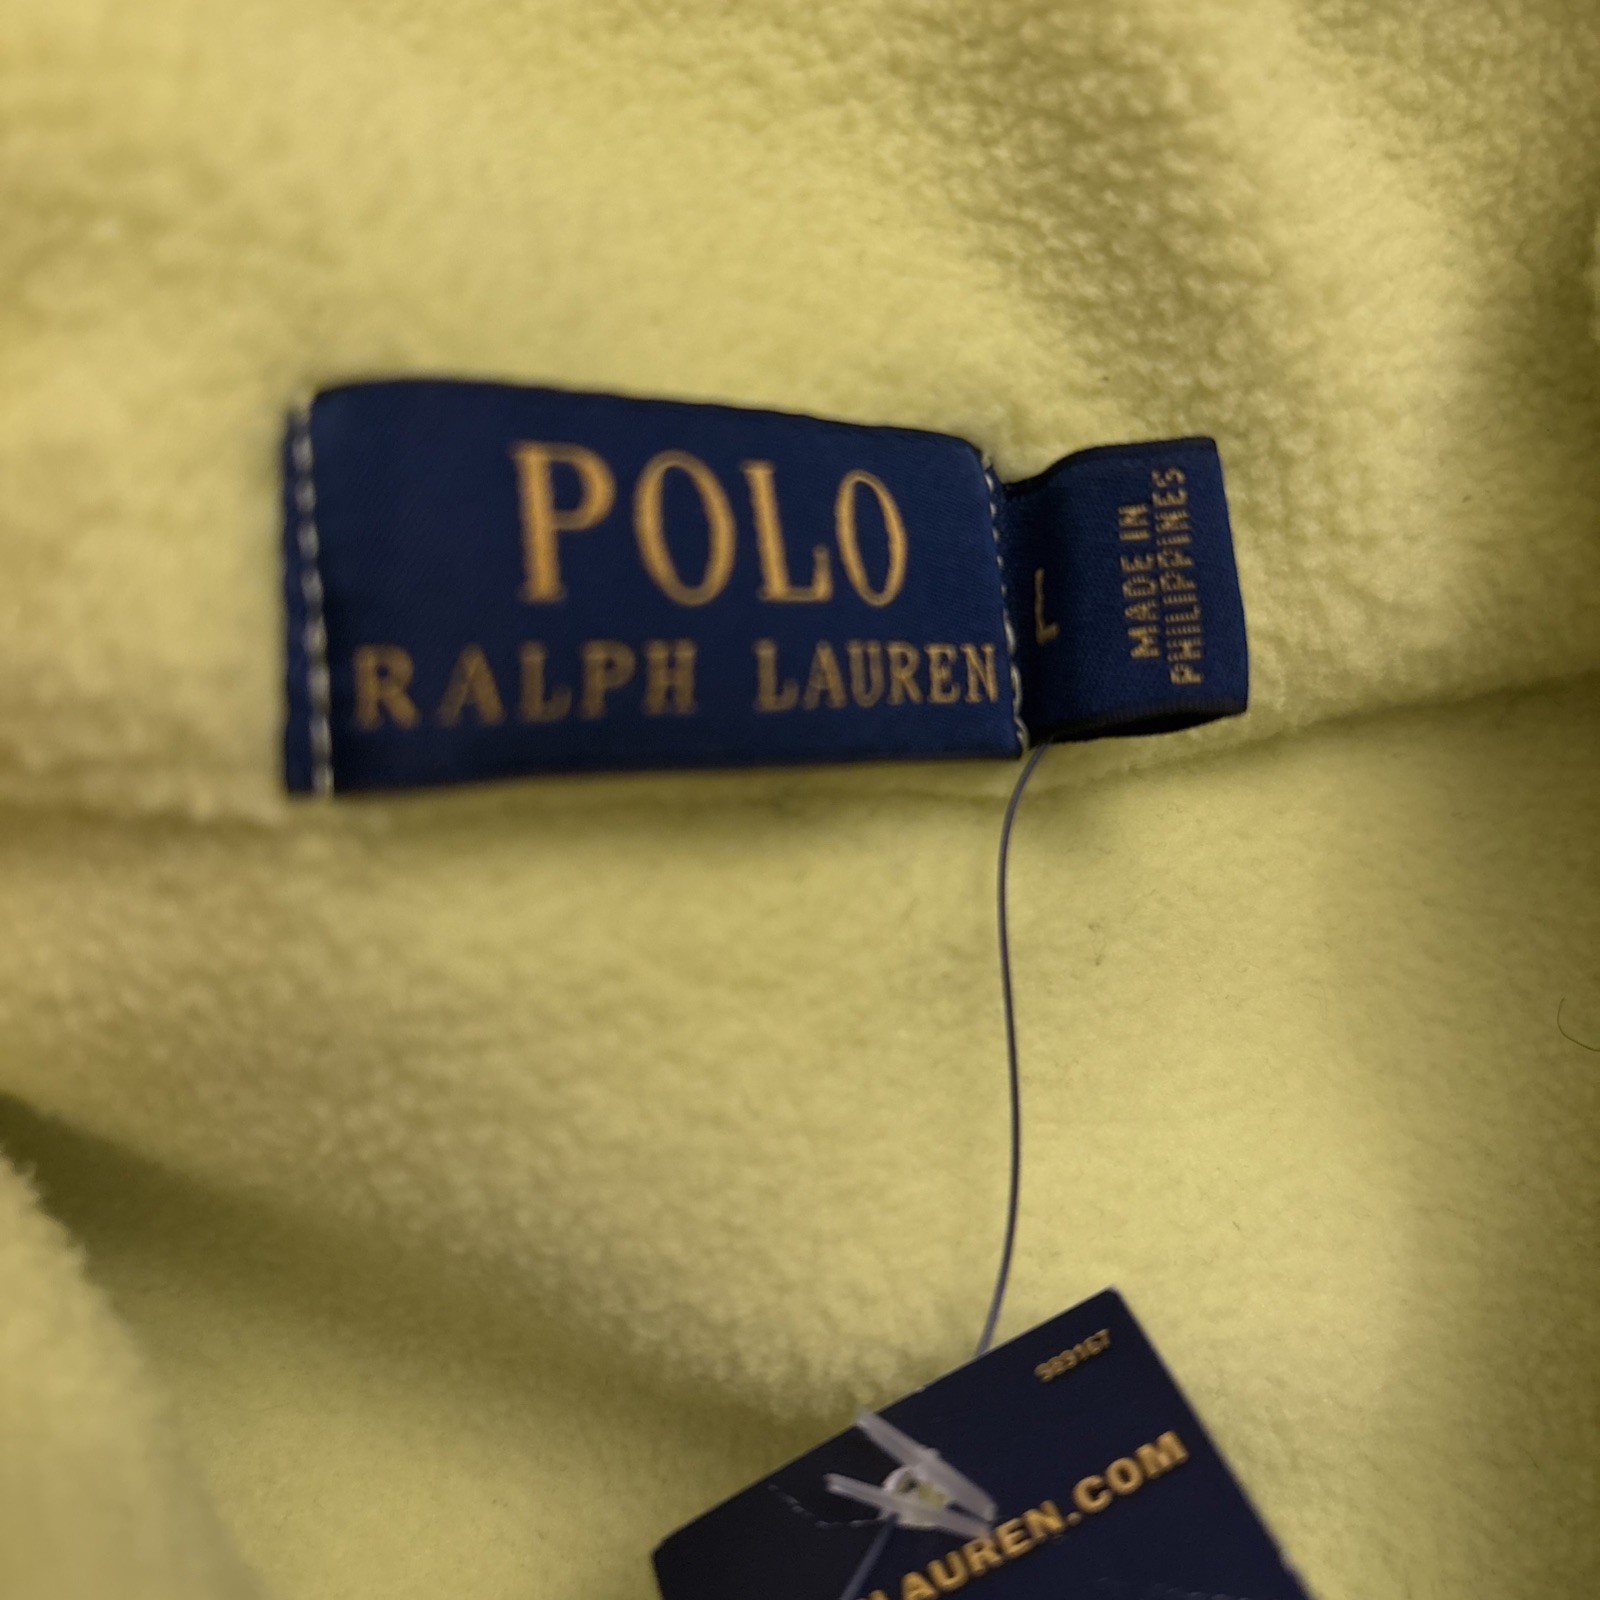 POLO
RALPH LAUREN
L
MADE IN
PHILIPPINES
LAUREN.COM